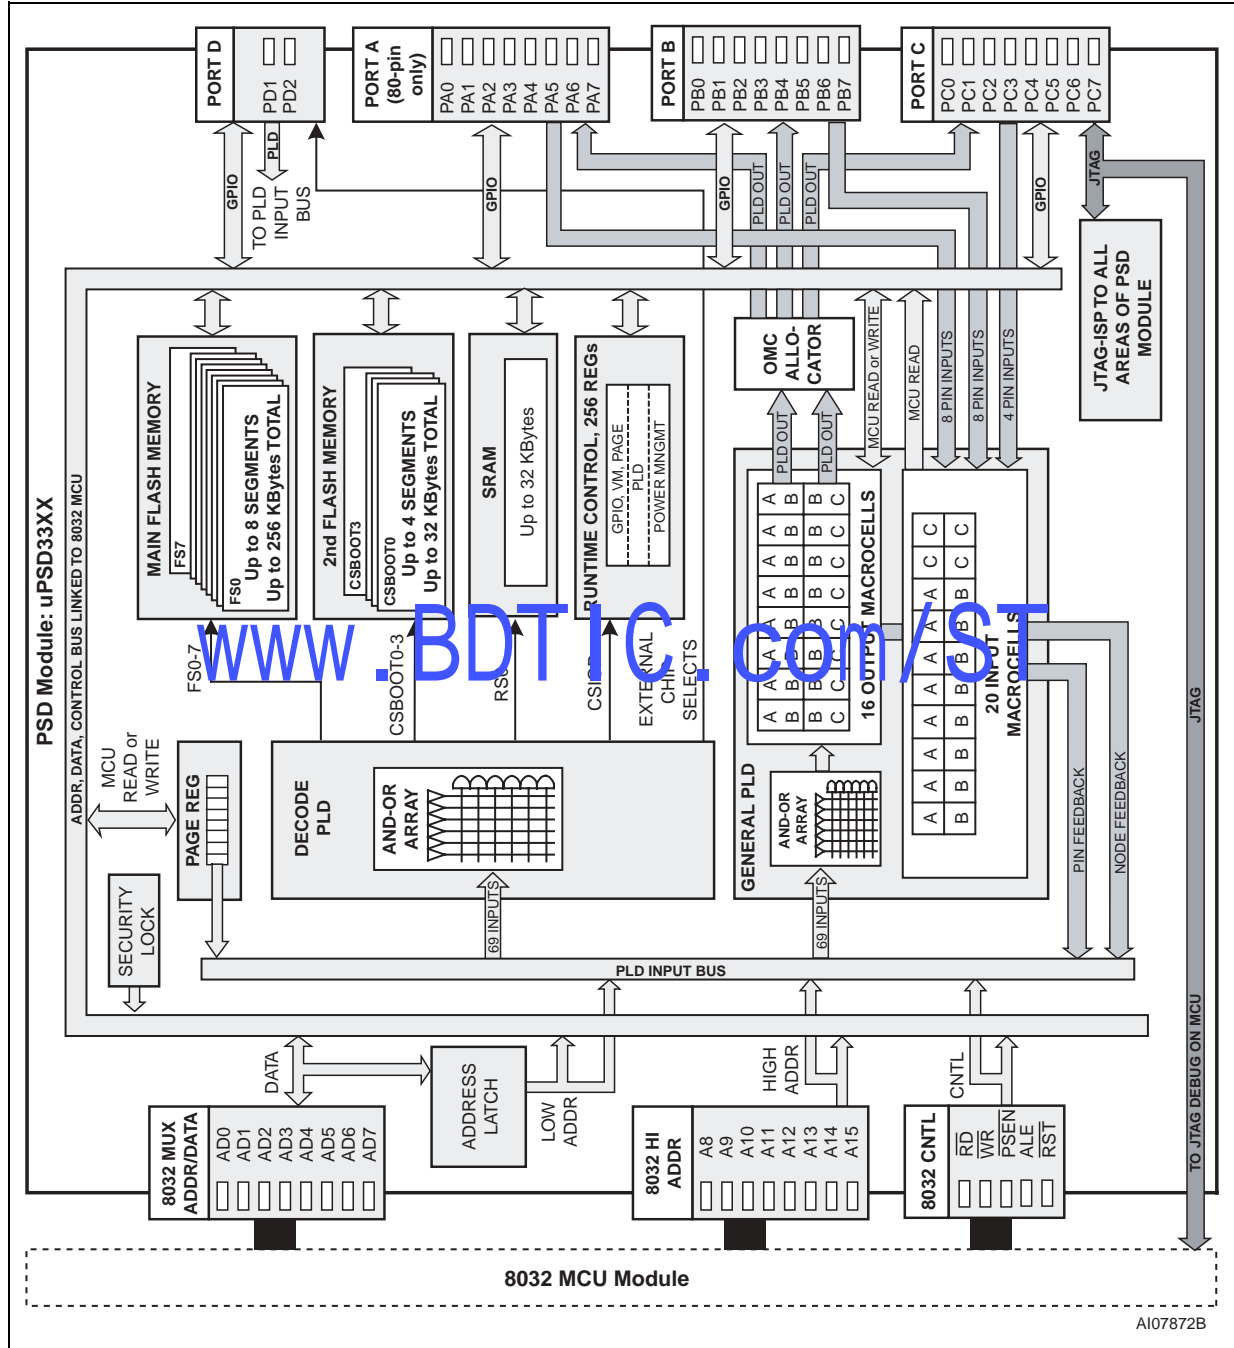 PORT D
PD1
PD2
PORT A
(80-pin
only)
PA0
PA1
PA2
PA3
PA4
PA5
PA6
PA7
PORT B
PB0
PB1
PB2
PB3
PB4
PB5
PB6
PB7
PORT C
PC0
PC1
PC2
PC3
PC4
PC5
PC6
PC7
GPIO
PLD
TO PLD
INPUT
BUS
GPIO
GPIO
PLD OUT
PLD OUT
PLD OUT
GPIO
JTAG
JTAG-ISP TO ALL
AREAS OF PSD
MODULE
PSD Module: uPSD33XX
ADDR, DATA, CONTROL BUS LINKED TO 8032 MCU
MAIN FLASH MEMORY
FS7
FS0
Up to 8 SEGMENTS
Up to 256 KBytes TOTAL
2nd FLASH MEMORY
CSBOOT3
CSBOOT0
Up to 4 SEGMENTS
Up to 32 KBytes TOTAL
SRAM
Up to 32 KBytes
RUNTIME CONTROL, 256 REGs
GPIO, VM, PAGE
PLD
POWER MNGMT
OMC
ALLO-
CATOR
PLD OUT
PLD OUT
MCU READ or WRITE
MCU READ
8 PIN INPUTS
8 PIN INPUTS
4 PIN INPUTS
A A A A A A A A
B B B B B B B B
B B B B B B B B
C C C C C C C C
16 OUTPUT MACROCELLS
A A A A A A A A C C
B B B B B B B B C C
20 INPUT
MACROCELLS
www.BDTIC.com/ST
FS0-7
CSBOOT0-3
EXTERNAL
CHIP
SELECTS
MCU
READ or
WRITE
PAGE REG
DECODE
PLD
AND-OR
ARRAY
GENERAL PLD
AND-OR
ARRAY
PIN FEEDBACK
NODE FEEDBACK
JTAG
SECURITY
LOCK
69 INPUTS
69 INPUTS
PLD INPUT BUS
DATA
ADDRESS
LATCH
LOW
ADDR
HIGH
ADDR
CNTL
TO JTAG DEBUG ON MCU
8032 MUX
ADDR/DATA
AD0
AD1
AD2
AD3
AD4
AD5
AD6
AD7
8032 HI
ADDR
A8
A9
A10
A11
A12
A13
A14
A15
8032 CNTL
RD
WR
PSEN
ALE
RST
8032 MCU Module
AI07872B